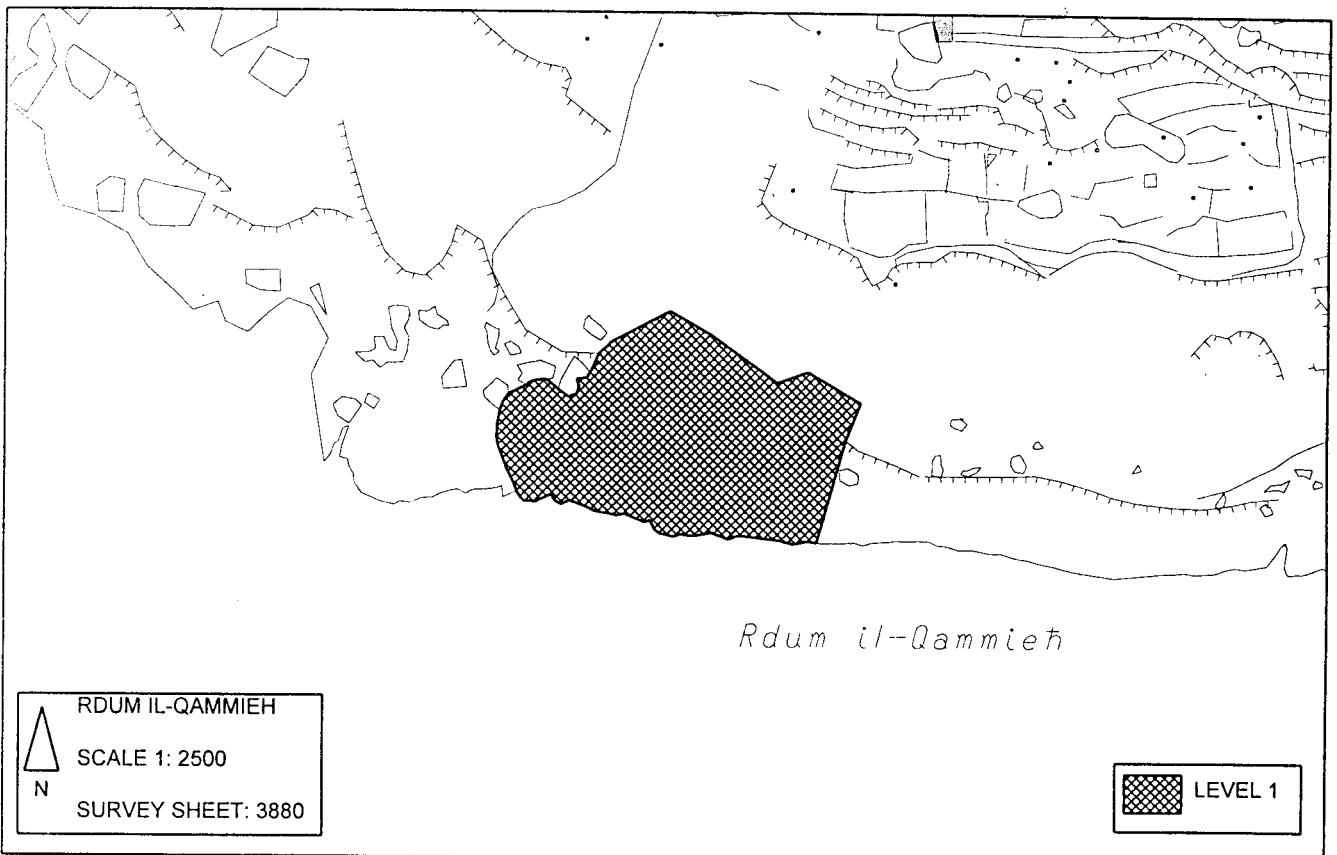 Rdum il-Qammieħ
RDUM IL-QAMMIEH
SCALE 1: 2500
N
SURVEY SHEET: 3880
LEVEL 1